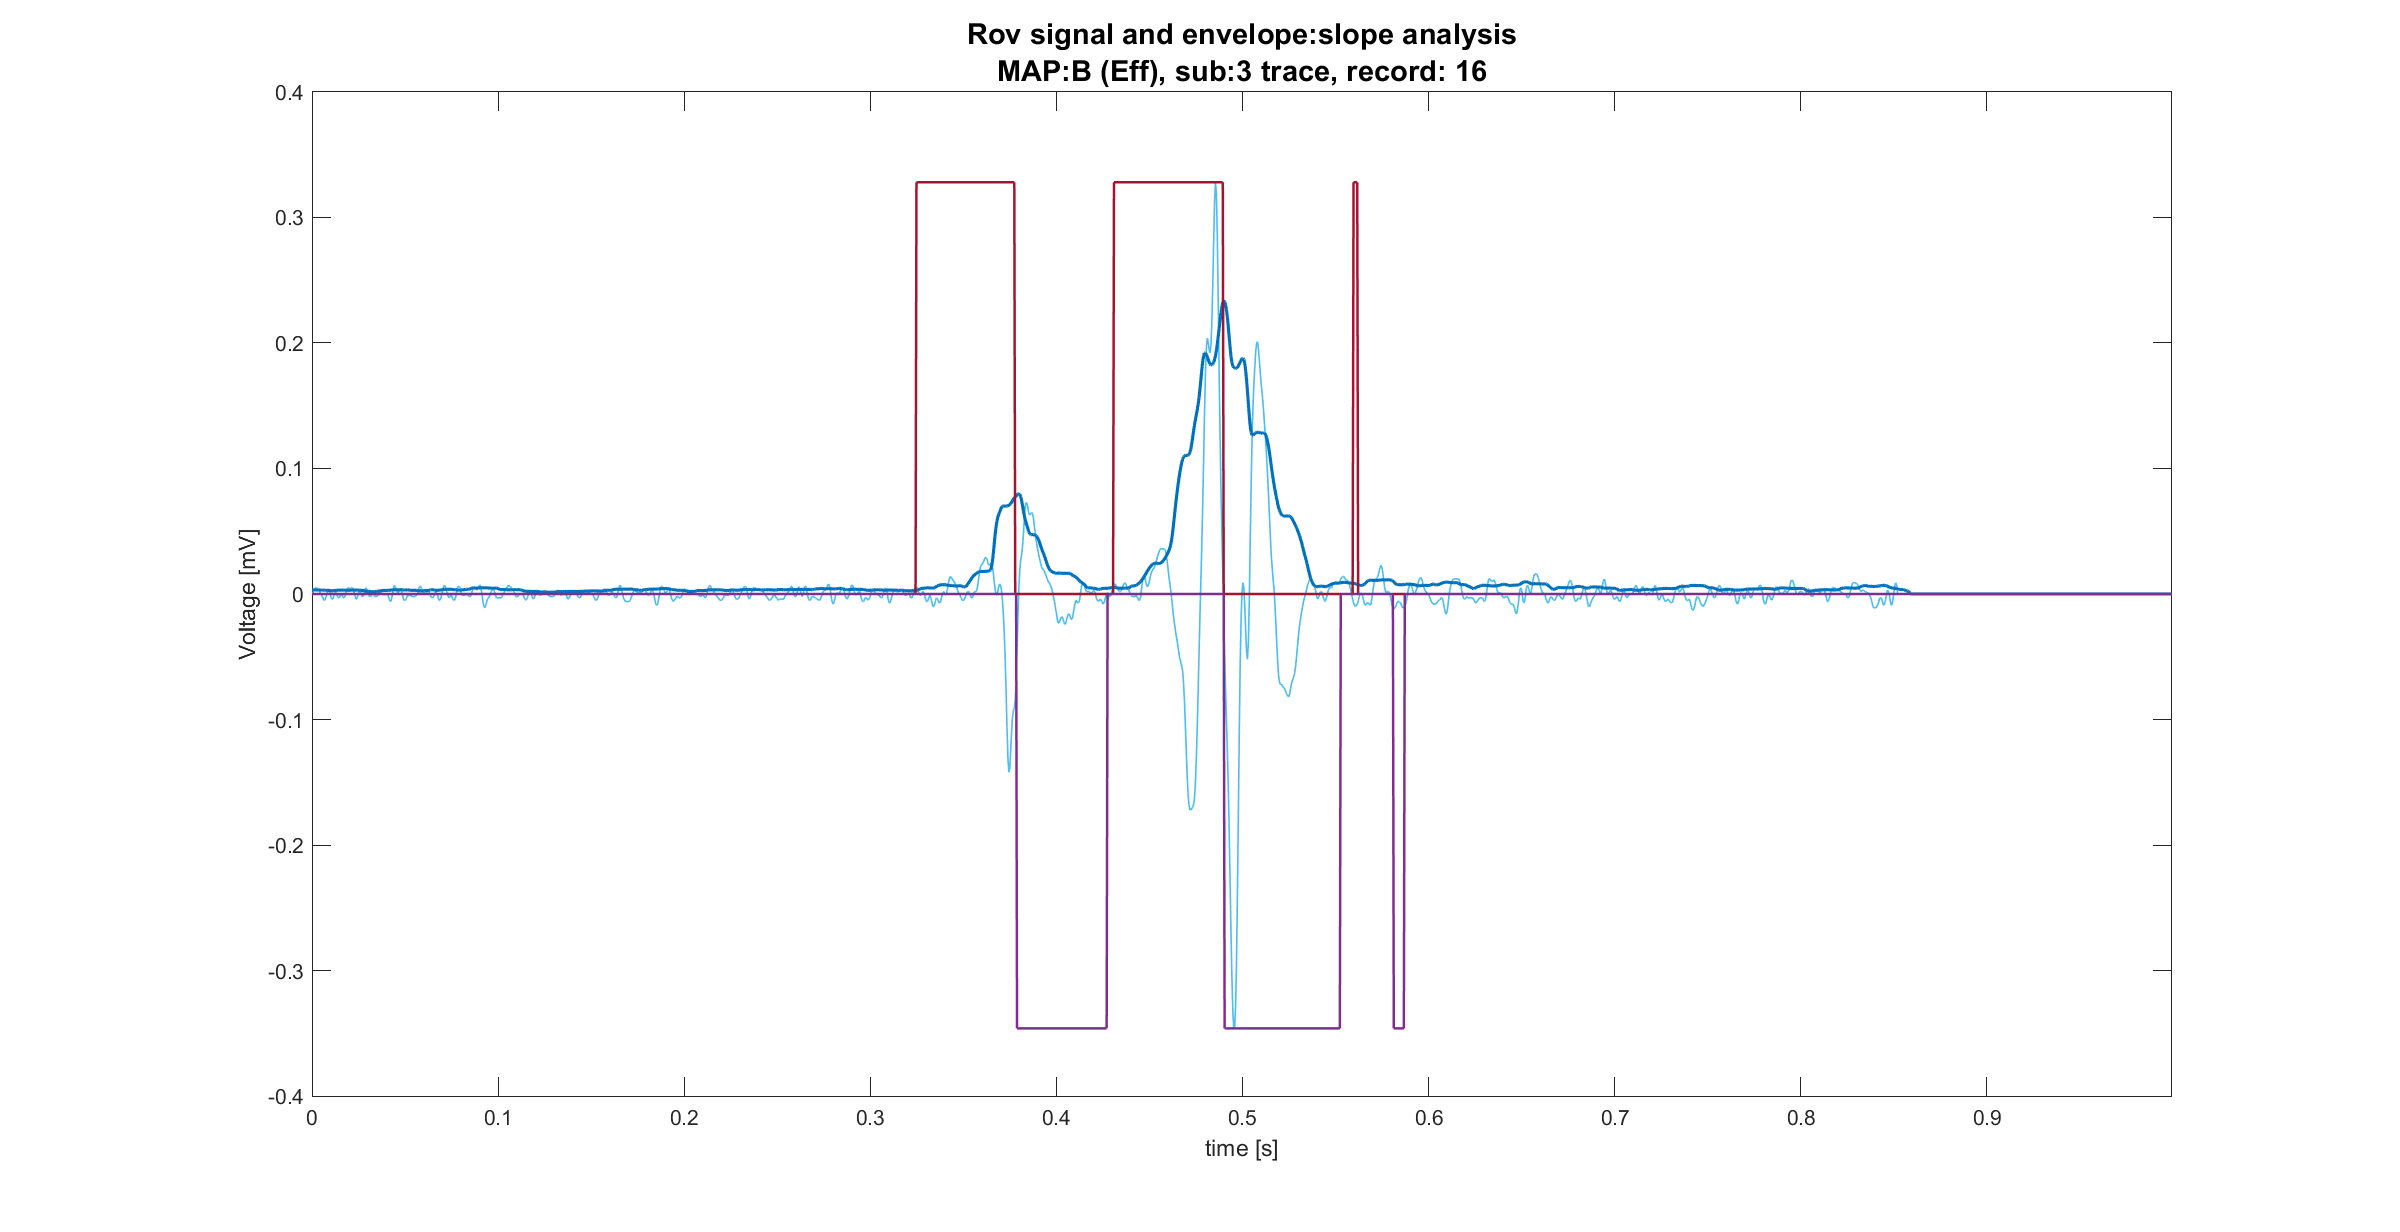 Rov signal and envelope:slope analysis
MAP:B (Eff), sub:3 trace, record: 16
0.4
0.3
0.2
0.1
0
-0.1
-0.2
-0.3
-0.4
Voltage [mV]
0 0.1 0.2 0.3 0.4 0.5 0.6 0.7 0.8 0.9
time [s]